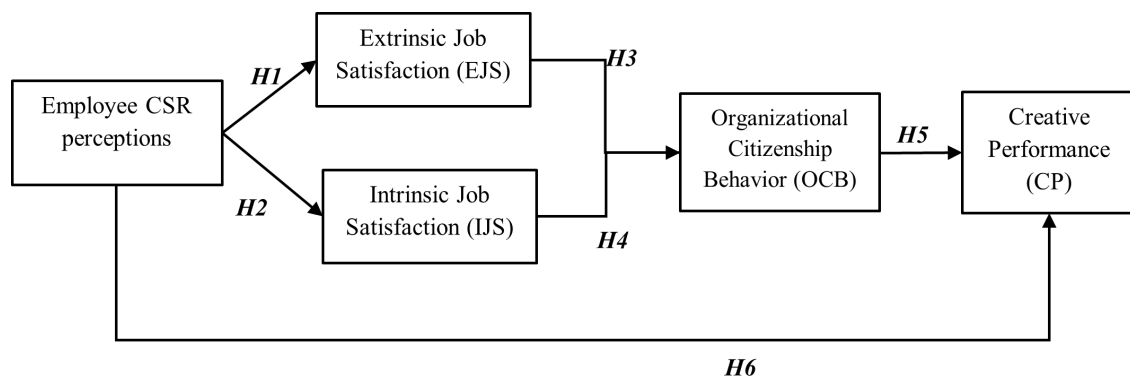 Extrinsic Job
Satisfaction (EJS)
H1
H3
Employee CSR
perceptions
Organizational
Citizenship
Behavior (OCB)
H5
Creative
Performance
(CP)
H2
Intrinsic Job
Satisfaction (IJS)
H4
H6